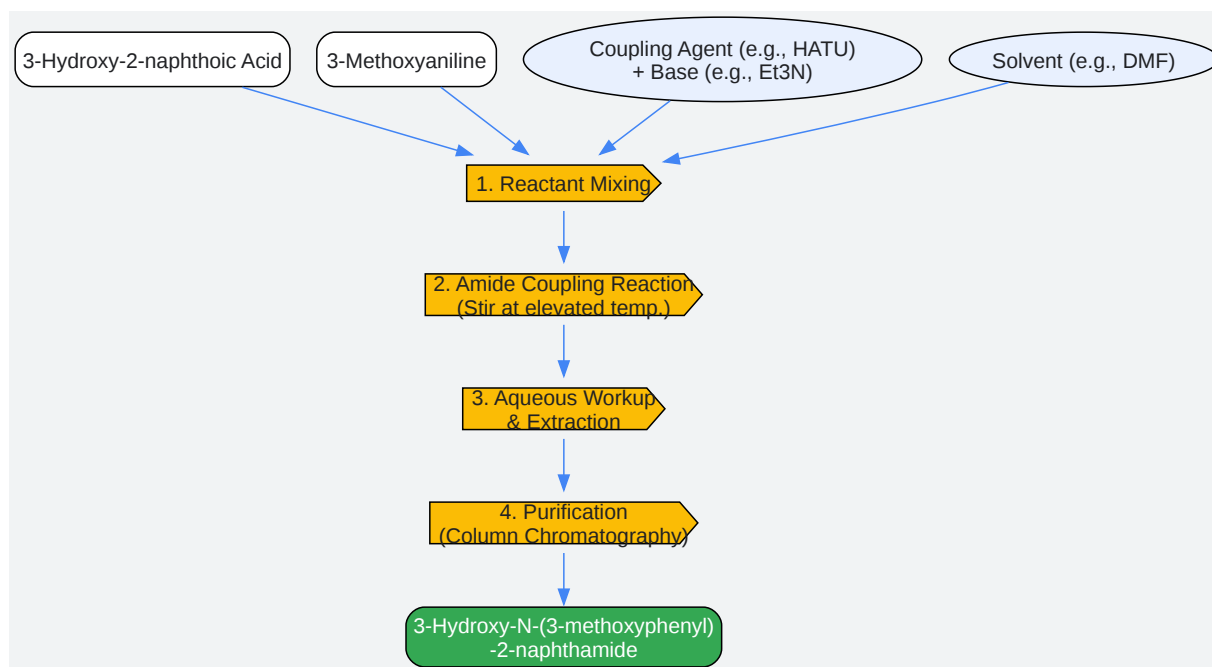 3-Hydroxy-2-naphthoic Acid
3-Methoxyaniline
Coupling Agent (e.g., HATU)
+ Base (e.g., Et3N)
Solvent (e.g., DMF)
1. Reactant Mixing
2. Amide Coupling Reaction
(Stir at elevated temp.)
3. Aqueous Workup
& Extraction
4. Purification
(Column Chromatography)
3-Hydroxy-N-(3-methoxyphenyl)
-2-naphthamide